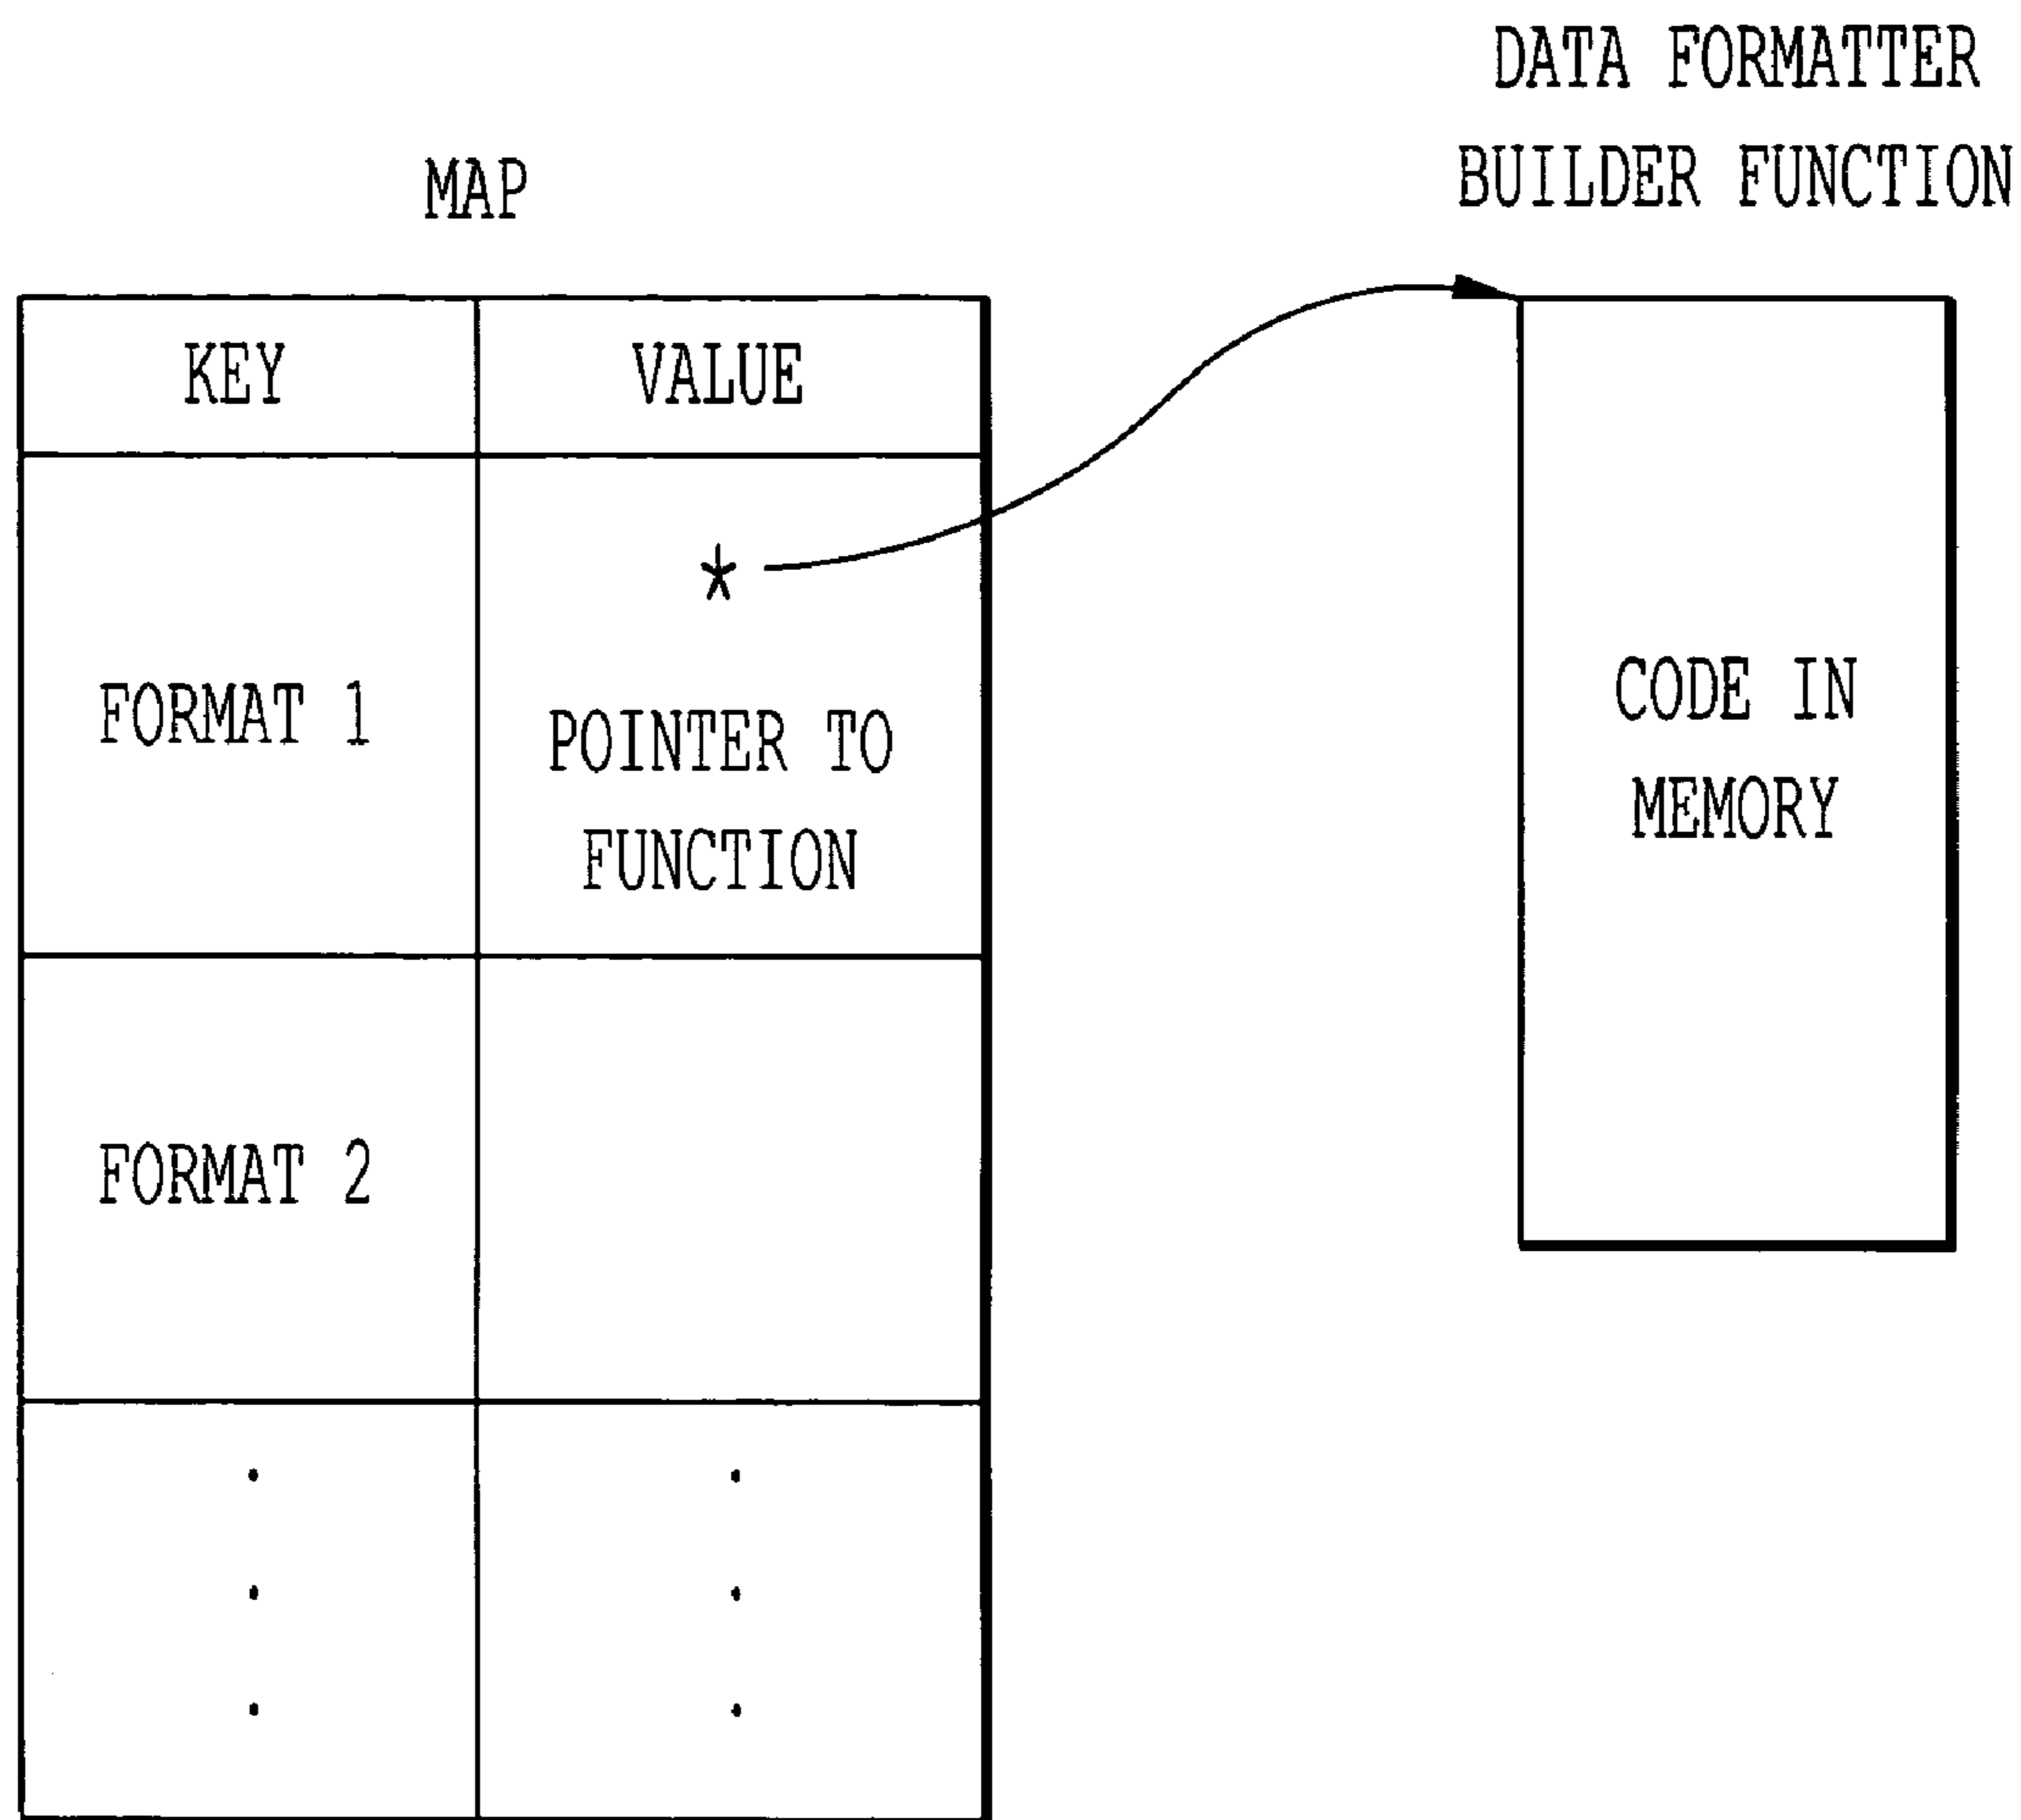 DATA FORMATTER
BUILDER FUNCTION
MAP
KEY VALUE
*
FORMAT 1
POINTER TO
FUNCTION
CODE IN
MEMORY
FORMAT 2
. .
. .
. .